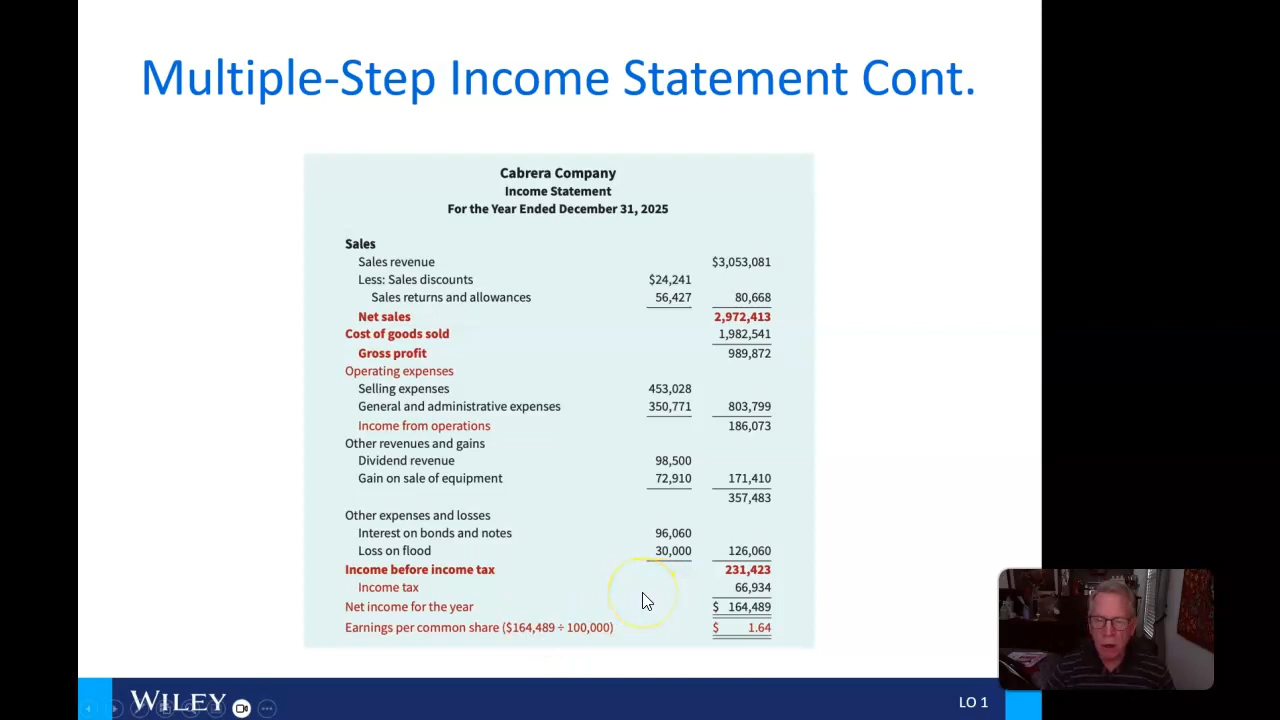 Multiple-Step Income Statement Cont.
Cabrera Company
Income Statement
For the Year Ended December 31, 2025
Sales
Sales revenue $3,053,081
Less: Sales discounts $24,241
Sales returns and allowances 56,427 80,668
Net sales 2,972,413
Cost of goods sold 1,982,541
Gross profit 989,872
Operating expenses
Selling expenses 453,028
General and administrative expenses 350,771 803,799
Income from operations 186,073
Other revenues and gains
Dividend revenue 98,500
Gain on sale of equipment 72,910 171,410
357,483
Other expenses and losses
Interest on bonds and notes 96,060
Loss on flood 30,000 126,060
Income before income tax 231,423
Income tax 66,934
Net income for the year $ 164,489
Earnings per common share ($164,489 ÷ 100,000) $ 1.64
WILEY LO 1